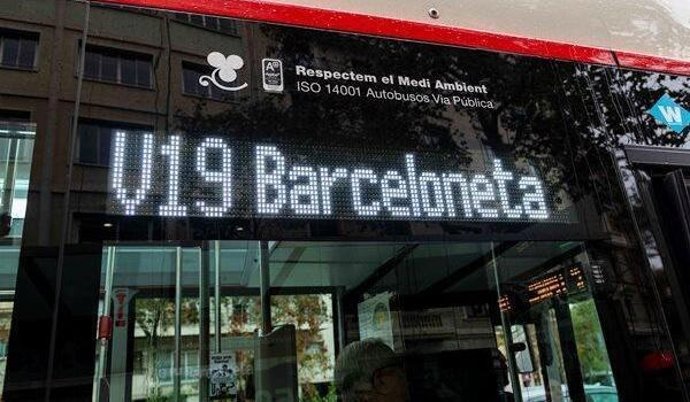 Respectem el Medi Ambient
ISO 14001 Autobusos Via Pública
W
V19 Barceloneta